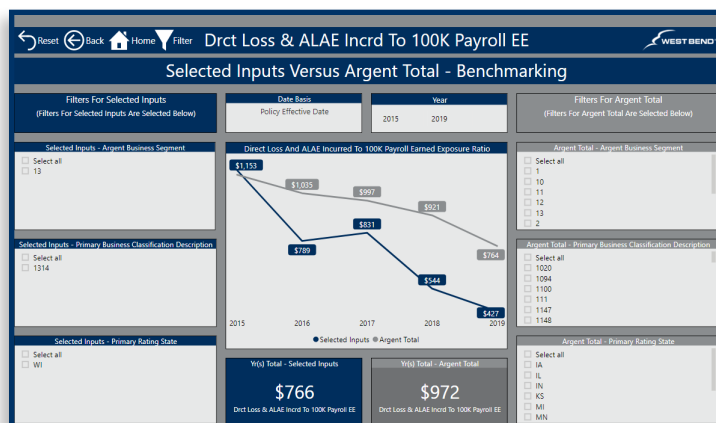 Reset Back Home Filter Drct Loss & ALAE Incrd To 100K Payroll EE WEST BEND
Selected Inputs Versus Argent Total - Benchmarking
Filters For Selected Inputs
(Filters For Selected Inputs Are Selected Below)
Date Basis
Policy Effective Date
Year
2015 2019
Filters For Argent Total
(Filters For Argent Total Are Selected Below)
Selected Inputs - Argent Business Segment
Select all
13
Selected Inputs - Primary Business Classification Description
Select all
1314
Selected Inputs - Primary Rating State
Select all
WI
Direct Loss And ALAE Incurred To 100K Payroll Earned Exposure Ratio
$1,153
$1,035
$997
$921
$831
$789
$764
$544
$427
2015 2016 2017 2018 2019
Selected Inputs Argent Total
Yr(s) Total - Selected Inputs
$766
Drct Loss & ALAE Incrd To 100K Payroll EE
Yr(s) Total - Argent Total
$972
Drct Loss & ALAE Incrd To 100K Payroll EE
Argent Total - Argent Business Segment
Select all
1
10
11
12
13
2
Argent Total - Primary Business Classification Description
Select all
1020
1094
1100
111
1147
1148
Argent Total - Primary Rating State
Select all
IA
IL
IN
KS
MI
MN